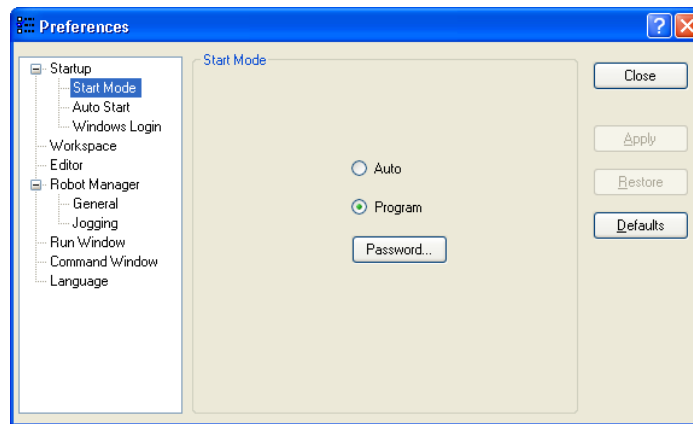 Preferences
?
Startup
Start Mode
Auto Start
Windows Login
Workspace
Editor
Robot Manager
General
Jogging
Run Window
Command Window
Language
Start Mode
Auto
Program
Password...
Close
Apply
Restore
Defaults